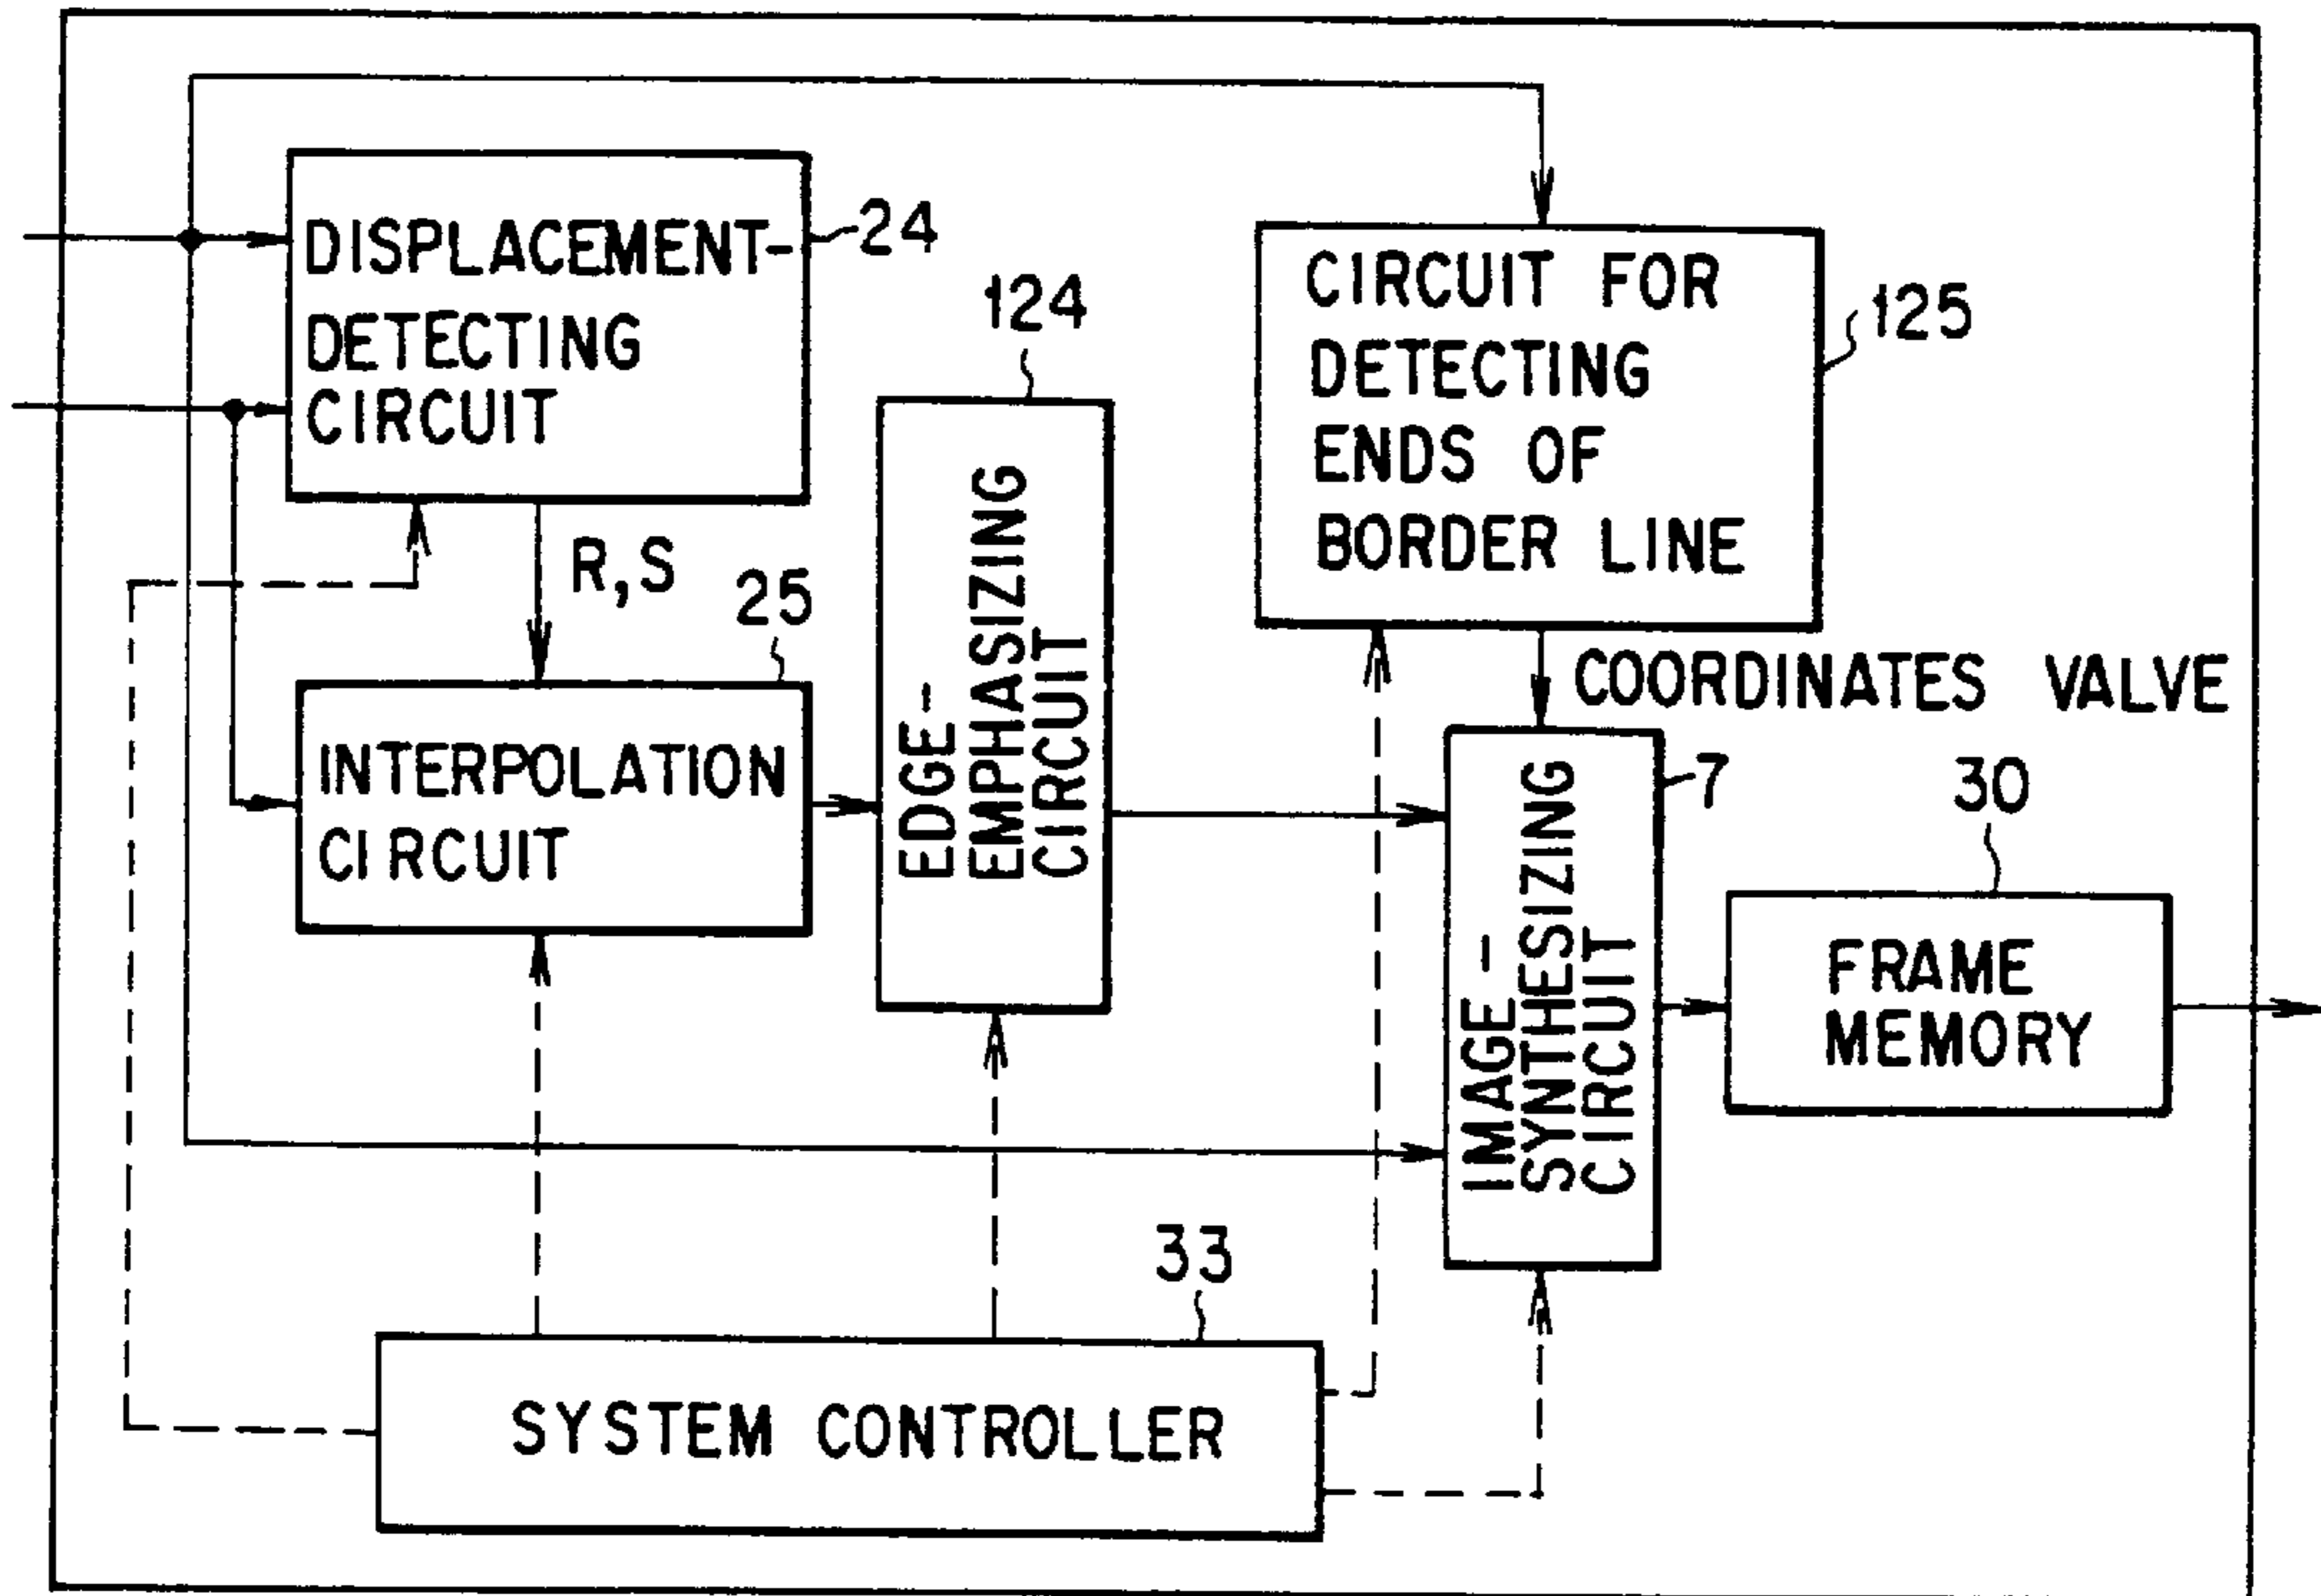 DISPLACEMENT-
DETECTING
CIRCUIT
24
R,S
25
INTERPOLATION
CIRCUIT
124
EDGE-
EMPHASIZING
CIRCUIT
CIRCUIT FOR
DETECTING
ENDS OF
BORDER LINE
125
COORDINATES VALVE
IMAGE-
SYNTHESIZING
CIRCUIT
7
30
FRAME
MEMORY
33
SYSTEM CONTROLLER